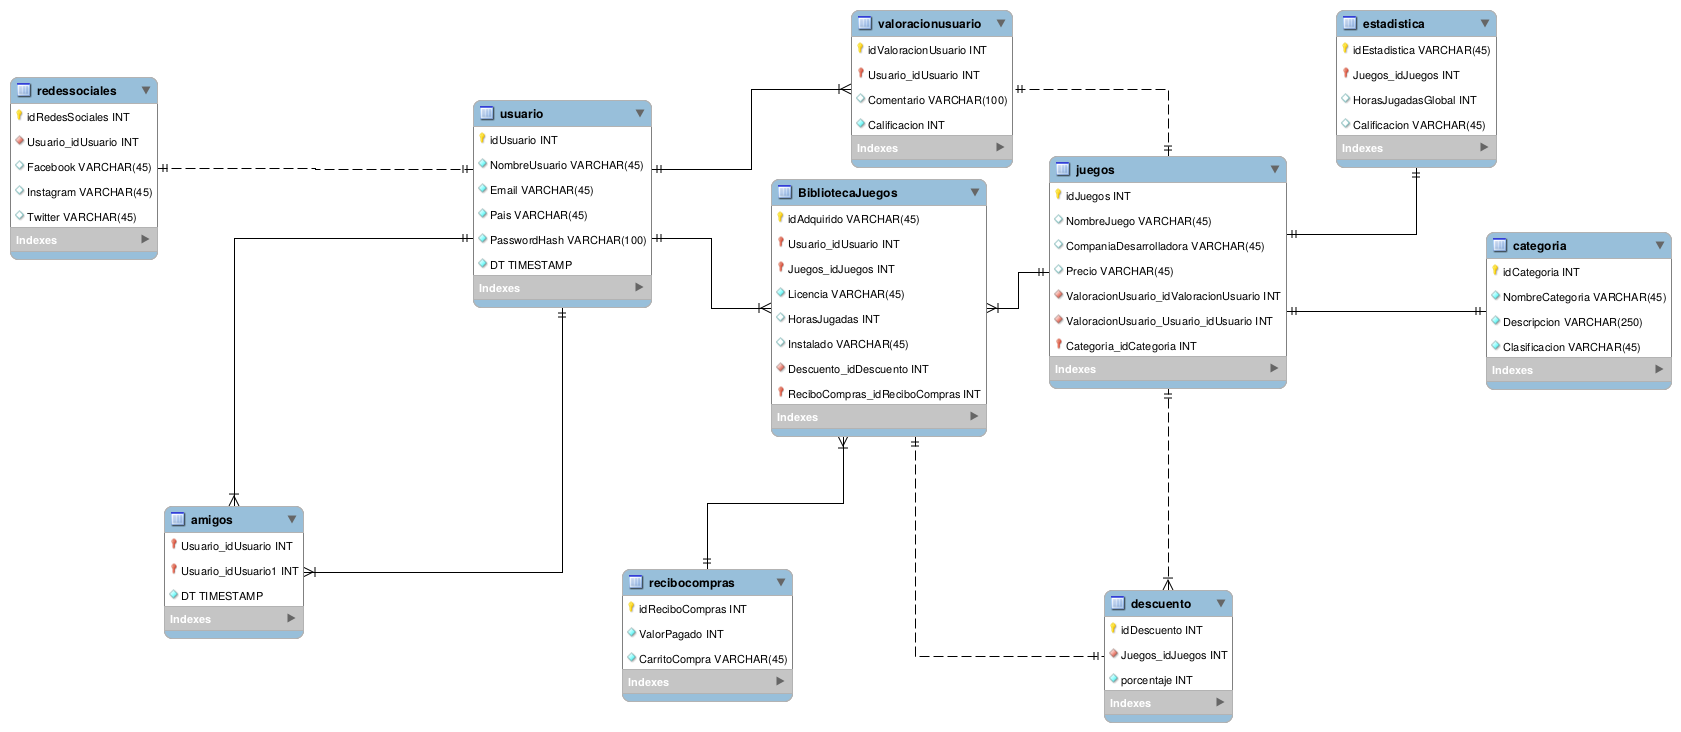 redessociales
idRedesSociales INT
Usuario_idUsuario INT
Facebook VARCHAR(45)
Instagram VARCHAR(45)
Twitter VARCHAR(45)
Indexes
usuario
idUsuario INT
NombreUsuario VARCHAR(45)
Email VARCHAR(45)
Pais VARCHAR(45)
PasswordHash VARCHAR(100)
DT TIMESTAMP
Indexes
valoracionusuario
idValoracionUsuario INT
Usuario_idUsuario INT
Comentario VARCHAR(100)
Calificacion INT
Indexes
estadistica
idEstadistica VARCHAR(45)
Juegos_idJuegos INT
HorasJugadasGlobal INT
Calificacion VARCHAR(45)
Indexes
BibliotecaJuegos
idAdquirido VARCHAR(45)
Usuario_idUsuario INT
Juegos_idJuegos INT
Licencia VARCHAR(45)
HorasJugadas INT
Instalado VARCHAR(45)
Descuento_idDescuento INT
ReciboCompras_idReciboCompras INT
Indexes
juegos
idJuegos INT
NombreJuego VARCHAR(45)
CompaniaDesarrolladora VARCHAR(45)
Precio VARCHAR(45)
ValoracionUsuario_idValoracionUsuario INT
ValoracionUsuario_Usuario_idUsuario INT
Categoria_idCategoria INT
Indexes
categoria
idCategoria INT
NombreCategoria VARCHAR(45)
Descripcion VARCHAR(250)
Clasificacion VARCHAR(45)
Indexes
amigos
Usuario_idUsuario INT
Usuario_idUsuario1 INT
DT TIMESTAMP
Indexes
recibocompras
idReciboCompras INT
ValorPagado INT
CarritoCompra VARCHAR(45)
Indexes
descuento
idDescuento INT
Juegos_idJuegos INT
porcentaje INT
Indexes